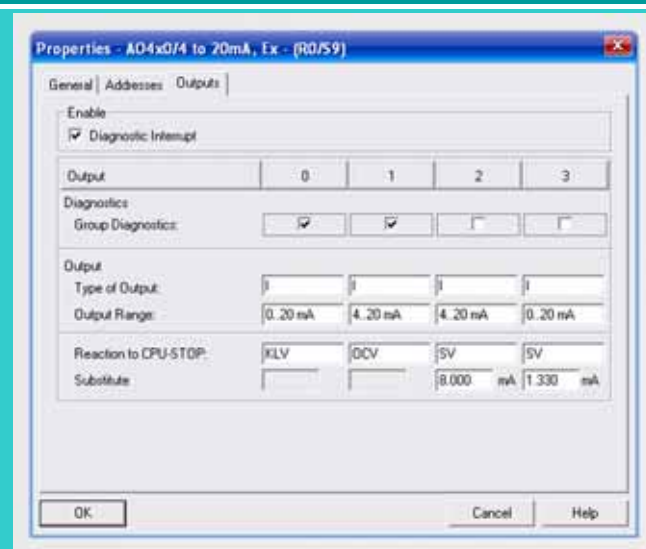 Properties - AO4x0/4 to 20mA, Ex - (R0/S9)
General Addresses Outputs
Enable
Diagnostic Interrupt
Output 0 1 2 3
Diagnostics
Group Diagnostics:
Output
Type of Output: I I I I
Output Range: 0..20 mA 4..20 mA 4..20 mA 0..20 mA
Reaction to CPU-STOP: KLV OCV SV SV
Substitute 8.000 mA 1.330 mA
OK Cancel Help